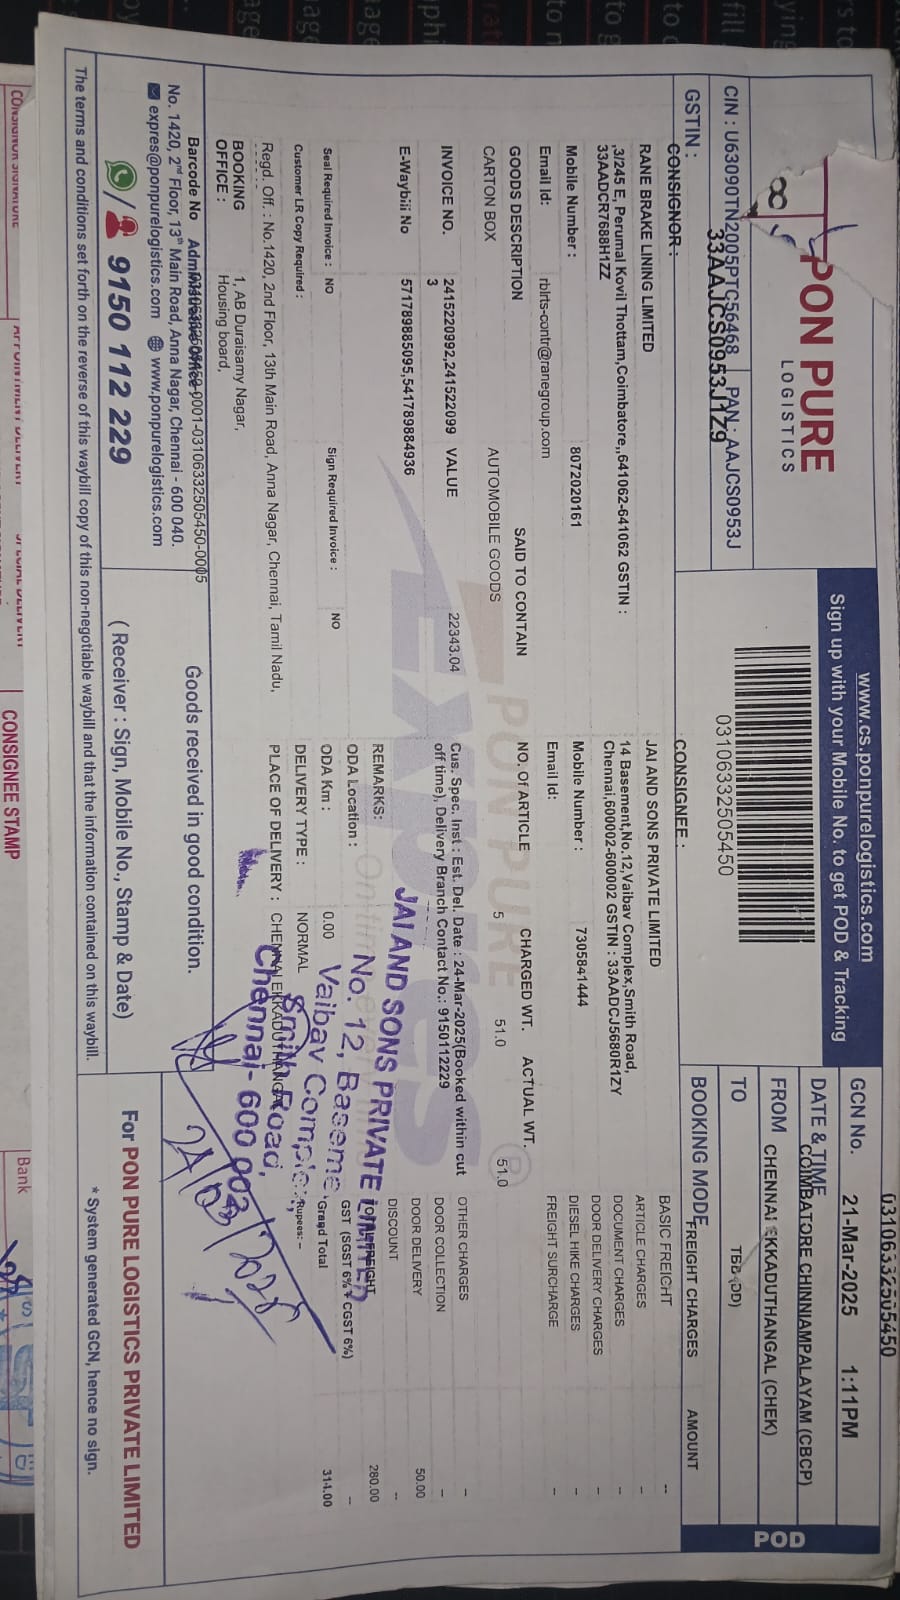 PON PURE
LOGISTICS
CIN : U63090TN2005PTC56468 PAN : AAJCS0953J
GSTIN : 33AAJCS0953J1Z9
www.cs.ponpurelogistics.com
Sign up with your Mobile No. to get POD & Tracking
03106332505450
03106332505450
GCN No. 21-Mar-2025 1:11PM
DATE & TIME
COIMBATORE CHINNIAMPALAYAM (CBCP)
FROM CHENNAI EKKADUTHANGAL (CHEK)
TO
BOOKING MODE
POD
CONSIGNOR :
RANE BRAKE LINING LIMITED
,3/245 E, Perumal Kovil Thottam,Coimbatore,,641062-641062 GSTIN :
33AADCR7688H1ZZ
Mobile Number : 8072020161
Email Id: rblrts-contr@ranegroup.com
CONSIGNEE :
JAI AND SONS PRIVATE LIMITED
14 Basement,No.12,Vaibav Complex,Smith Road,
Chennai,600002-600002 GSTIN : 33AADCJ5680R1ZY
Mobile Number : 7305841444
Email Id:
GOODS DESCRIPTION SAID TO CONTAIN NO. Of ARTICLE 5 CHARGED WT. 51.0 ACTUAL WT. 51.0
CARTON BOX AUTOMOBILE GOODS
INVOICE NO. 2415220992,241522099 VALUE 22343.04
3
E-Waybill No 571789885095,541789884936
Cus. Spec. Inst : Est. Del. Date : 24-Mar-2025(Booked within cut
off time), Delivery Branch Contact No.: 9150112229
REMARKS:
ODA Location :
ODA Km : 0.00
DELIVERY TYPE : NORMAL
PLACE OF DELIVERY : CHENNAI EKKADUTHANGAL
Seal Required Invoice : NO Sign Required Invoice : NO
Customer LR Copy Required :
Regd. Off. : No.1420, 2nd Floor, 13th Main Road, Anna Nagar, Chennai, Tamil Nadu,
BOOKING OFFICE : 1, AB Duraisamy Nagar,
Housing board,
FREIGHT CHARGES AMOUNT
BASIC FREIGHT --
ARTICLE CHARGES --
DOCUMENT CHARGES --
DOOR DELIVERY CHARGES --
DIESEL HIKE CHARGES --
FREIGHT SURCHARGE --
OTHER CHARGES --
DOOR COLLECTION --
DOOR DELIVERY 50.00
DISCOUNT --
TOTAL FREIGHT 280.00
GST (SGST 6% + CGST 6%) --
Grand Total 314.00
Rupees: --
PON PURE
EXPRES
JAI AND SONS PRIVATE LIMITED
No. 12, Baseme
Vaibav Complex,
Smith Road,
Chennai- 600 002
Barcode No 03106332505450-0001-03106332505450-0005
Administrative Office
No. 1420, 2nd Floor, 13th Main Road, Anna Nagar, Chennai - 600 040.
expres@ponpurelogistics.com www.ponpurelogistics.com
9150 112 229
Goods received in good condition.
( Receiver : Sign, Mobile No., Stamp & Date)
For PON PURE LOGISTICS PRIVATE LIMITED
* System generated GCN, hence no sign.
The terms and conditions set forth on the reverse of this waybill copy of this non-negotiable waybill and that the information contained on this waybill.
CONSIGNOR SIGNATURE
CONSIGNEE STAMP
Bank